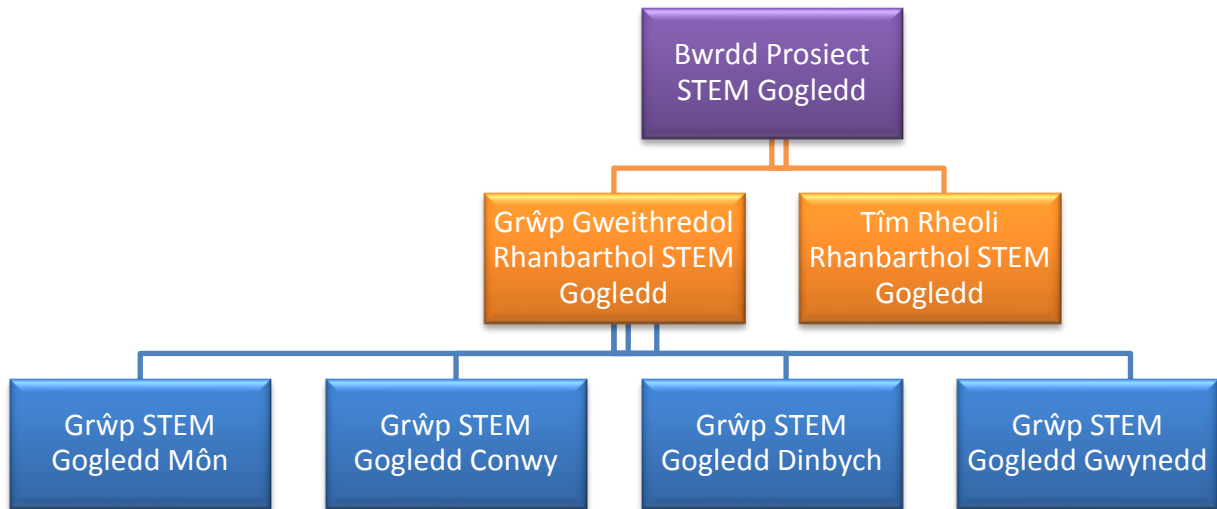 Bwrdd Prosiect
STEM Gogledd
Grŵp Gweithredol
Rhanbarthol STEM
Gogledd
Tîm Rheoli
Rhanbarthol STEM
Gogledd
Grŵp STEM
Gogledd Môn
Grŵp STEM
Gogledd Conwy
Grŵp STEM
Gogledd Dinbych
Grŵp STEM
Gogledd Gwynedd